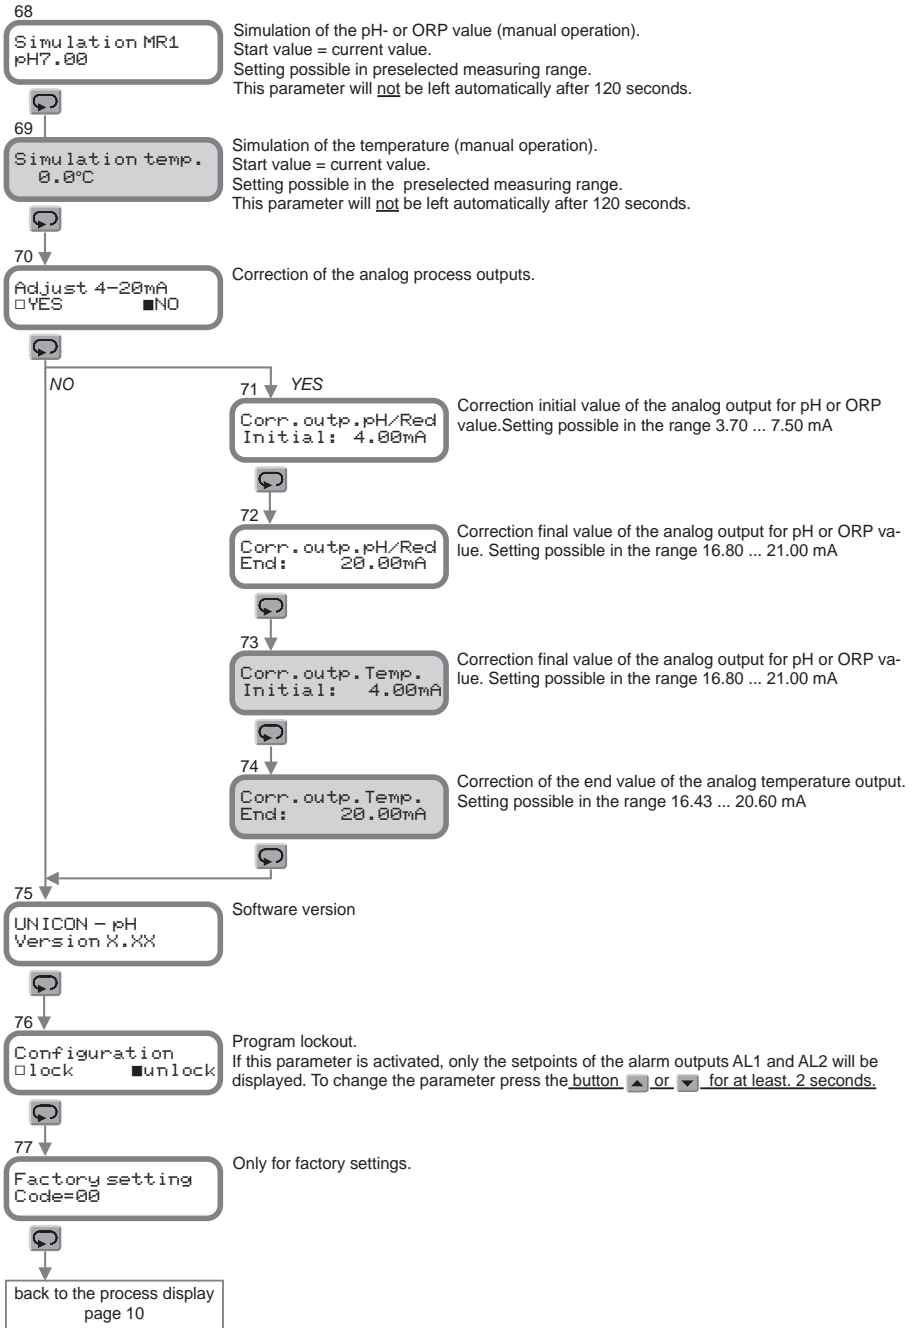 68
Simulation MR1
pH7.00
Simulation of the pH- or ORP value (manual operation).
Start value = current value.
Setting possible in preselected measuring range.
This parameter will not be left automatically after 120 seconds.
69
Simulation temp.
0.0°C
Simulation of the temperature (manual operation).
Start value = current value.
Setting possible in the preselected measuring range.
This parameter will not be left automatically after 120 seconds.
70
Adjust 4-20mA
□YES ■NO
Correction of the analog process outputs.
NO
YES
71
Corr.outp.pH/Red
Initial: 4.00mA
Correction initial value of the analog output for pH or ORP
value.Setting possible in the range 3.70 ... 7.50 mA
72
Corr.outp.pH/Red
End: 20.00mA
Correction final value of the analog output for pH or ORP va-
lue. Setting possible in the range 16.80 ... 21.00 mA
73
Corr.outp.Temp.
Initial: 4.00mA
Correction final value of the analog output for pH or ORP va-
lue. Setting possible in the range 16.80 ... 21.00 mA
74
Corr.outp.Temp.
End: 20.00mA
Correction of the end value of the analog temperature output.
Setting possible in the range 16.43 ... 20.60 mA
75
UNICON - pH
Version X.XX
Software version
76
Configuration
□lock ■unlock
Program lockout.
If this parameter is activated, only the setpoints of the alarm outputs AL1 and AL2 will be
displayed. To change the parameter press the button ▲ or ▼ for at least. 2 seconds.
77
Factory setting
Code=00
Only for factory settings.
back to the process display
page 10